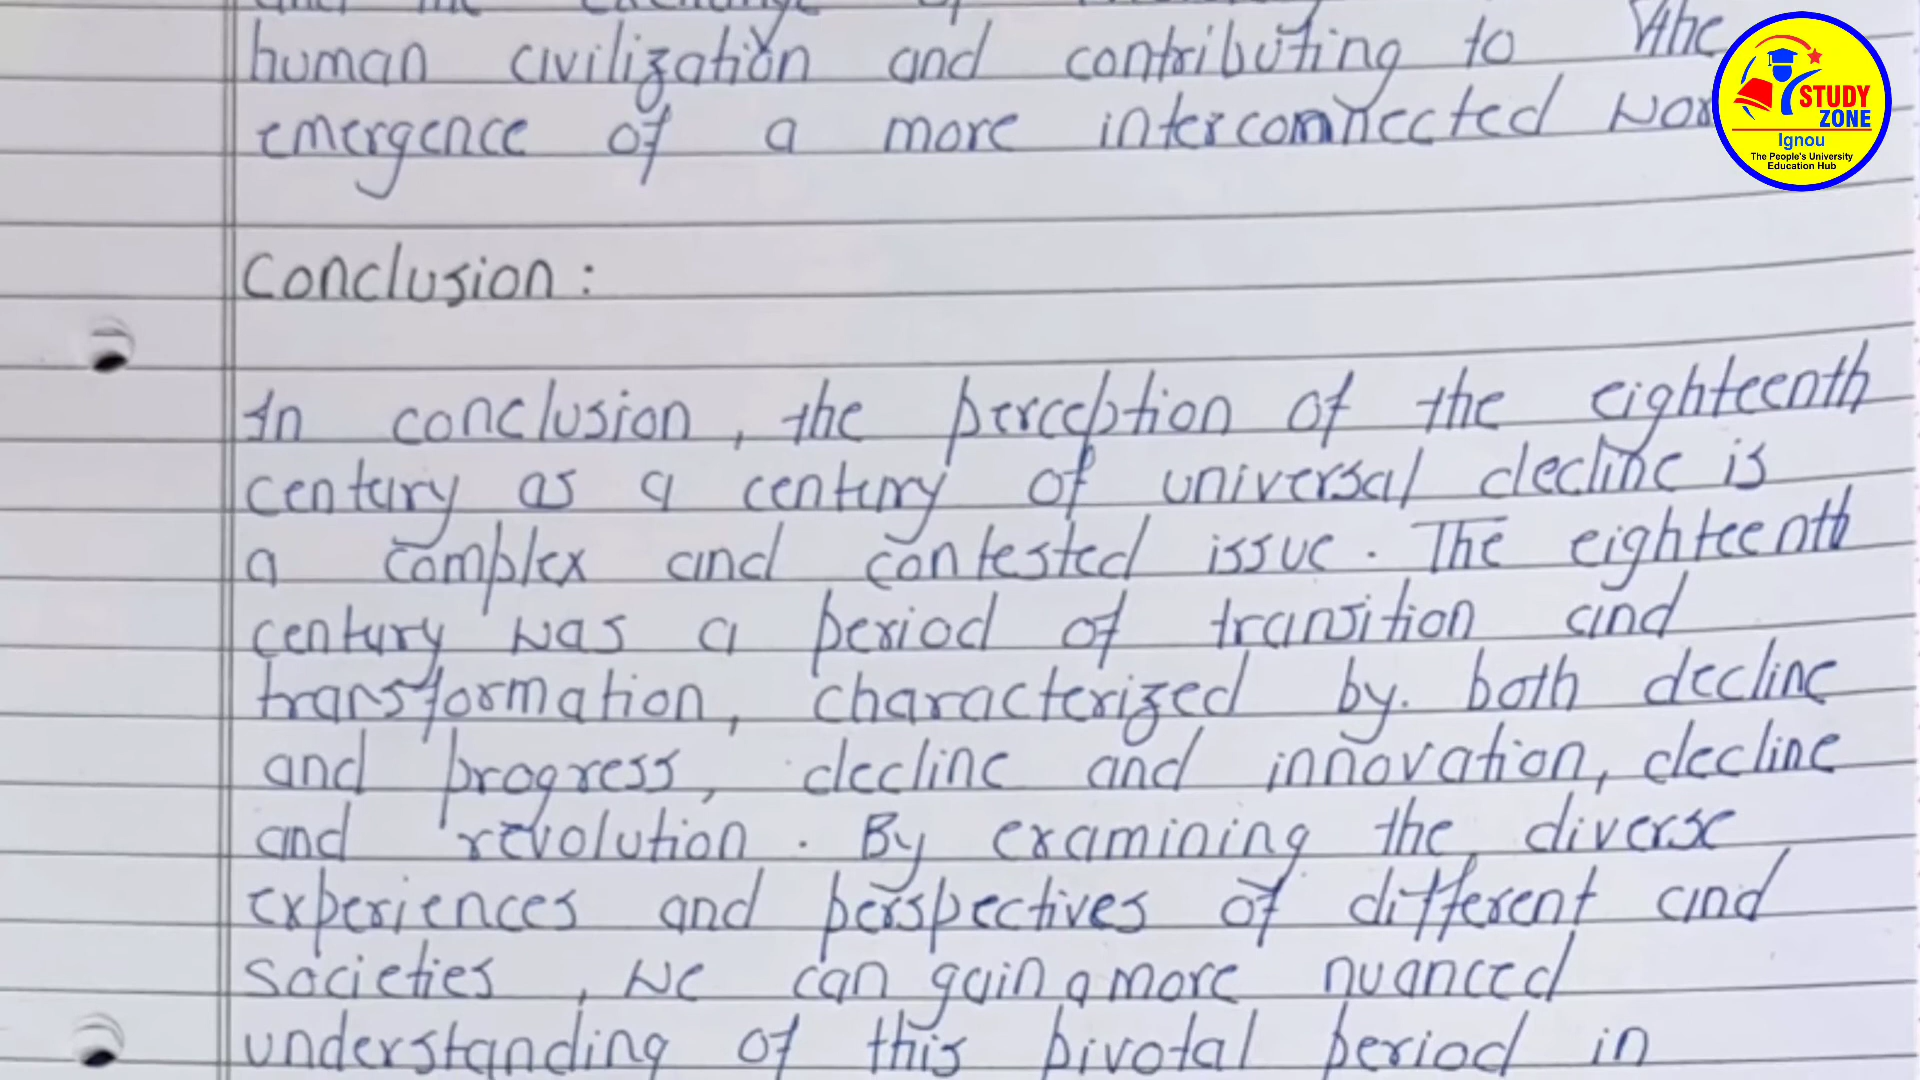 human civilization and contributing to the
emergence of a more interconnected
Conclusion:
In conclusion, the perception of the eighteenth
century as a century of universal decline is
a complex and contested issue. The eighteenth
century was a period of transition and
transformation, characterized by. both decline
and progress, decline and innovation, decline
and revolution. By examining the diverse
experiences and perspectives of different and
societies, we can gain a more nuanced
understanding of this pivotal period in
STUDY
ZONE
Ignou
The People's University
Education Hub